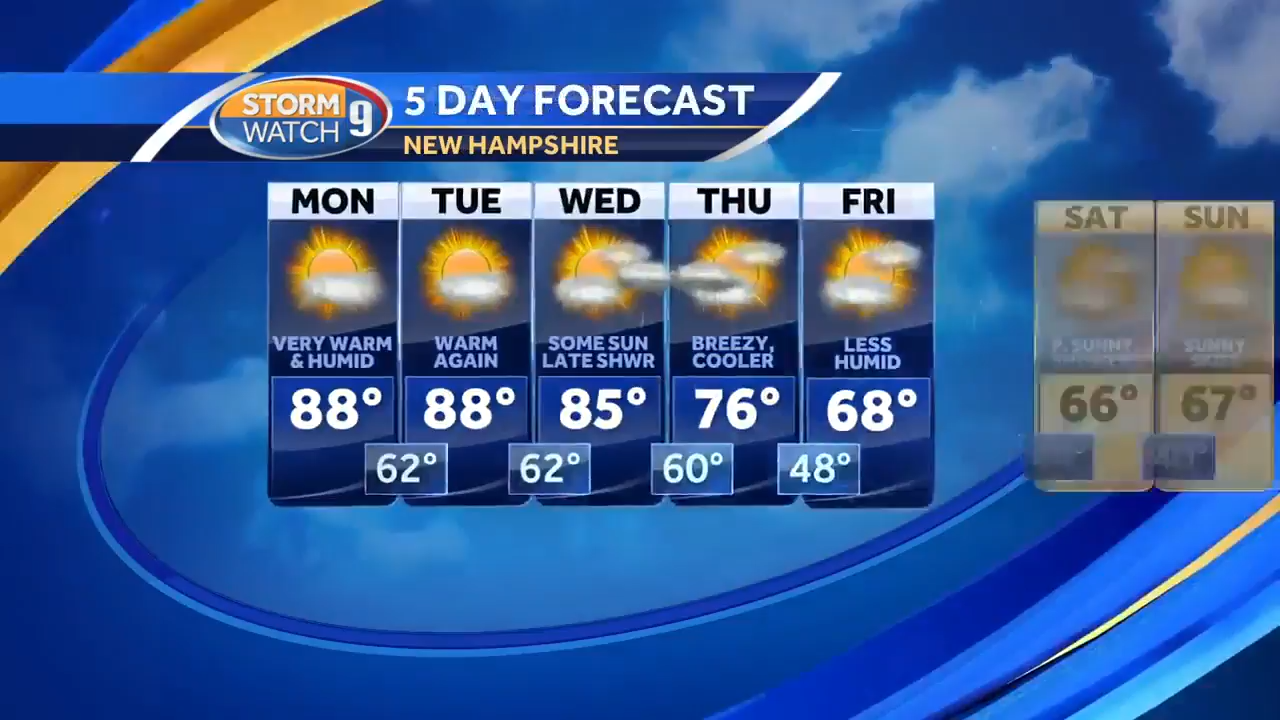 STORM
WATCH 9
5 DAY FORECAST
NEW HAMPSHIRE
MON
VERY WARM
& HUMID
88°
62°
TUE
WARM
AGAIN
88°
62°
WED
SOME SUN
LATE SHWR
85°
60°
THU
BREEZY,
COOLER
76°
48°
FRI
LESS
HUMID
68°
SAT
P. SUNNY,
66°
SUN
SUNNY
67°